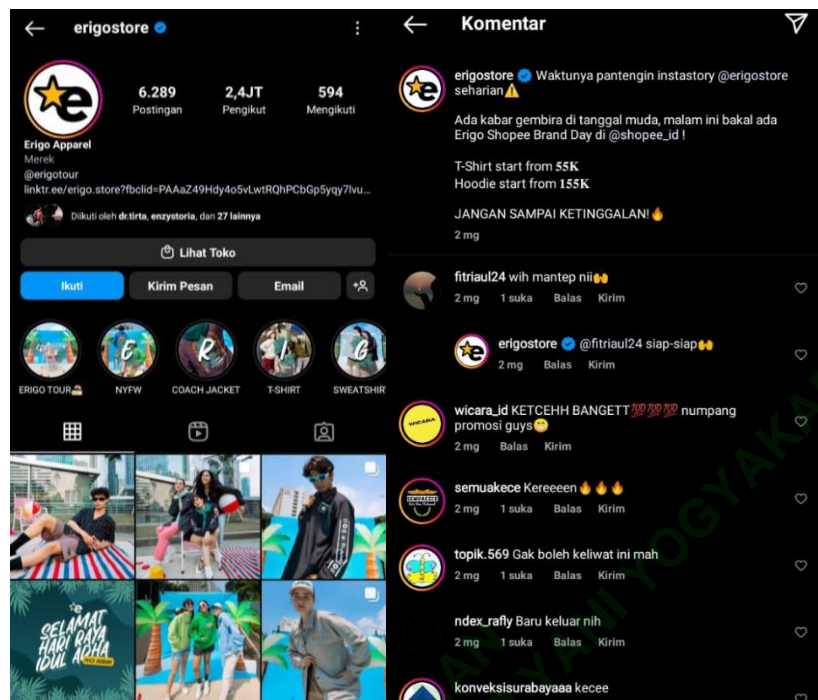 erigostore
6.289
2,4JT
594
Postingan
Pengikut
Mengikuti
Erigo Apparel
Merek
@erigotour
linktr.ee/erigo.store?fbclid=PAAaZ49Hdy4o5vLwtRQhPCbGp5yqy7lvu...
Diikuti oleh dr.tirta, enzystoria, dan 27 lainnya
Lihat Toko
Ikuti
Kirim Pesan
Email
E
R
I
G
ERIGO TOUR
NYFW
COACH JACKET
T-SHIRT
SWEATSHIR
SELAMAT
HARI RAYA
IDUL ADHA
Komentar
erigostore Waktunya pantengin instastory @erigostore
seharian⚠️
Ada kabar gembira di tanggal muda, malam ini bakal ada
Erigo Shopee Brand Day di @shopee_id !
T-Shirt start from 55K
Hoodie start from 155K
JANGAN SAMPAI KETINGGALAN!🔥
2 mg
fitriaul24 wih mantep nii🙌
2 mg 1 suka Balas Kirim
erigostore @fitriaul24 siap-siap🙌
2 mg Balas Kirim
WICARA
wicara_id KETCEHH BANGETT💯💯💯 numpang
promosi guys😁
2 mg Balas Kirim
SEMUAKECE
semuakece Kereeeen🔥🔥🔥
2 mg 1 suka Balas Kirim
topik.569 Gak boleh keliwat ini mah
2 mg 1 suka Balas Kirim
ndex_rafly Baru keluar nih
2 mg 1 suka Balas Kirim
konveksisurabayaaa kecee
YANI YOGYAKA